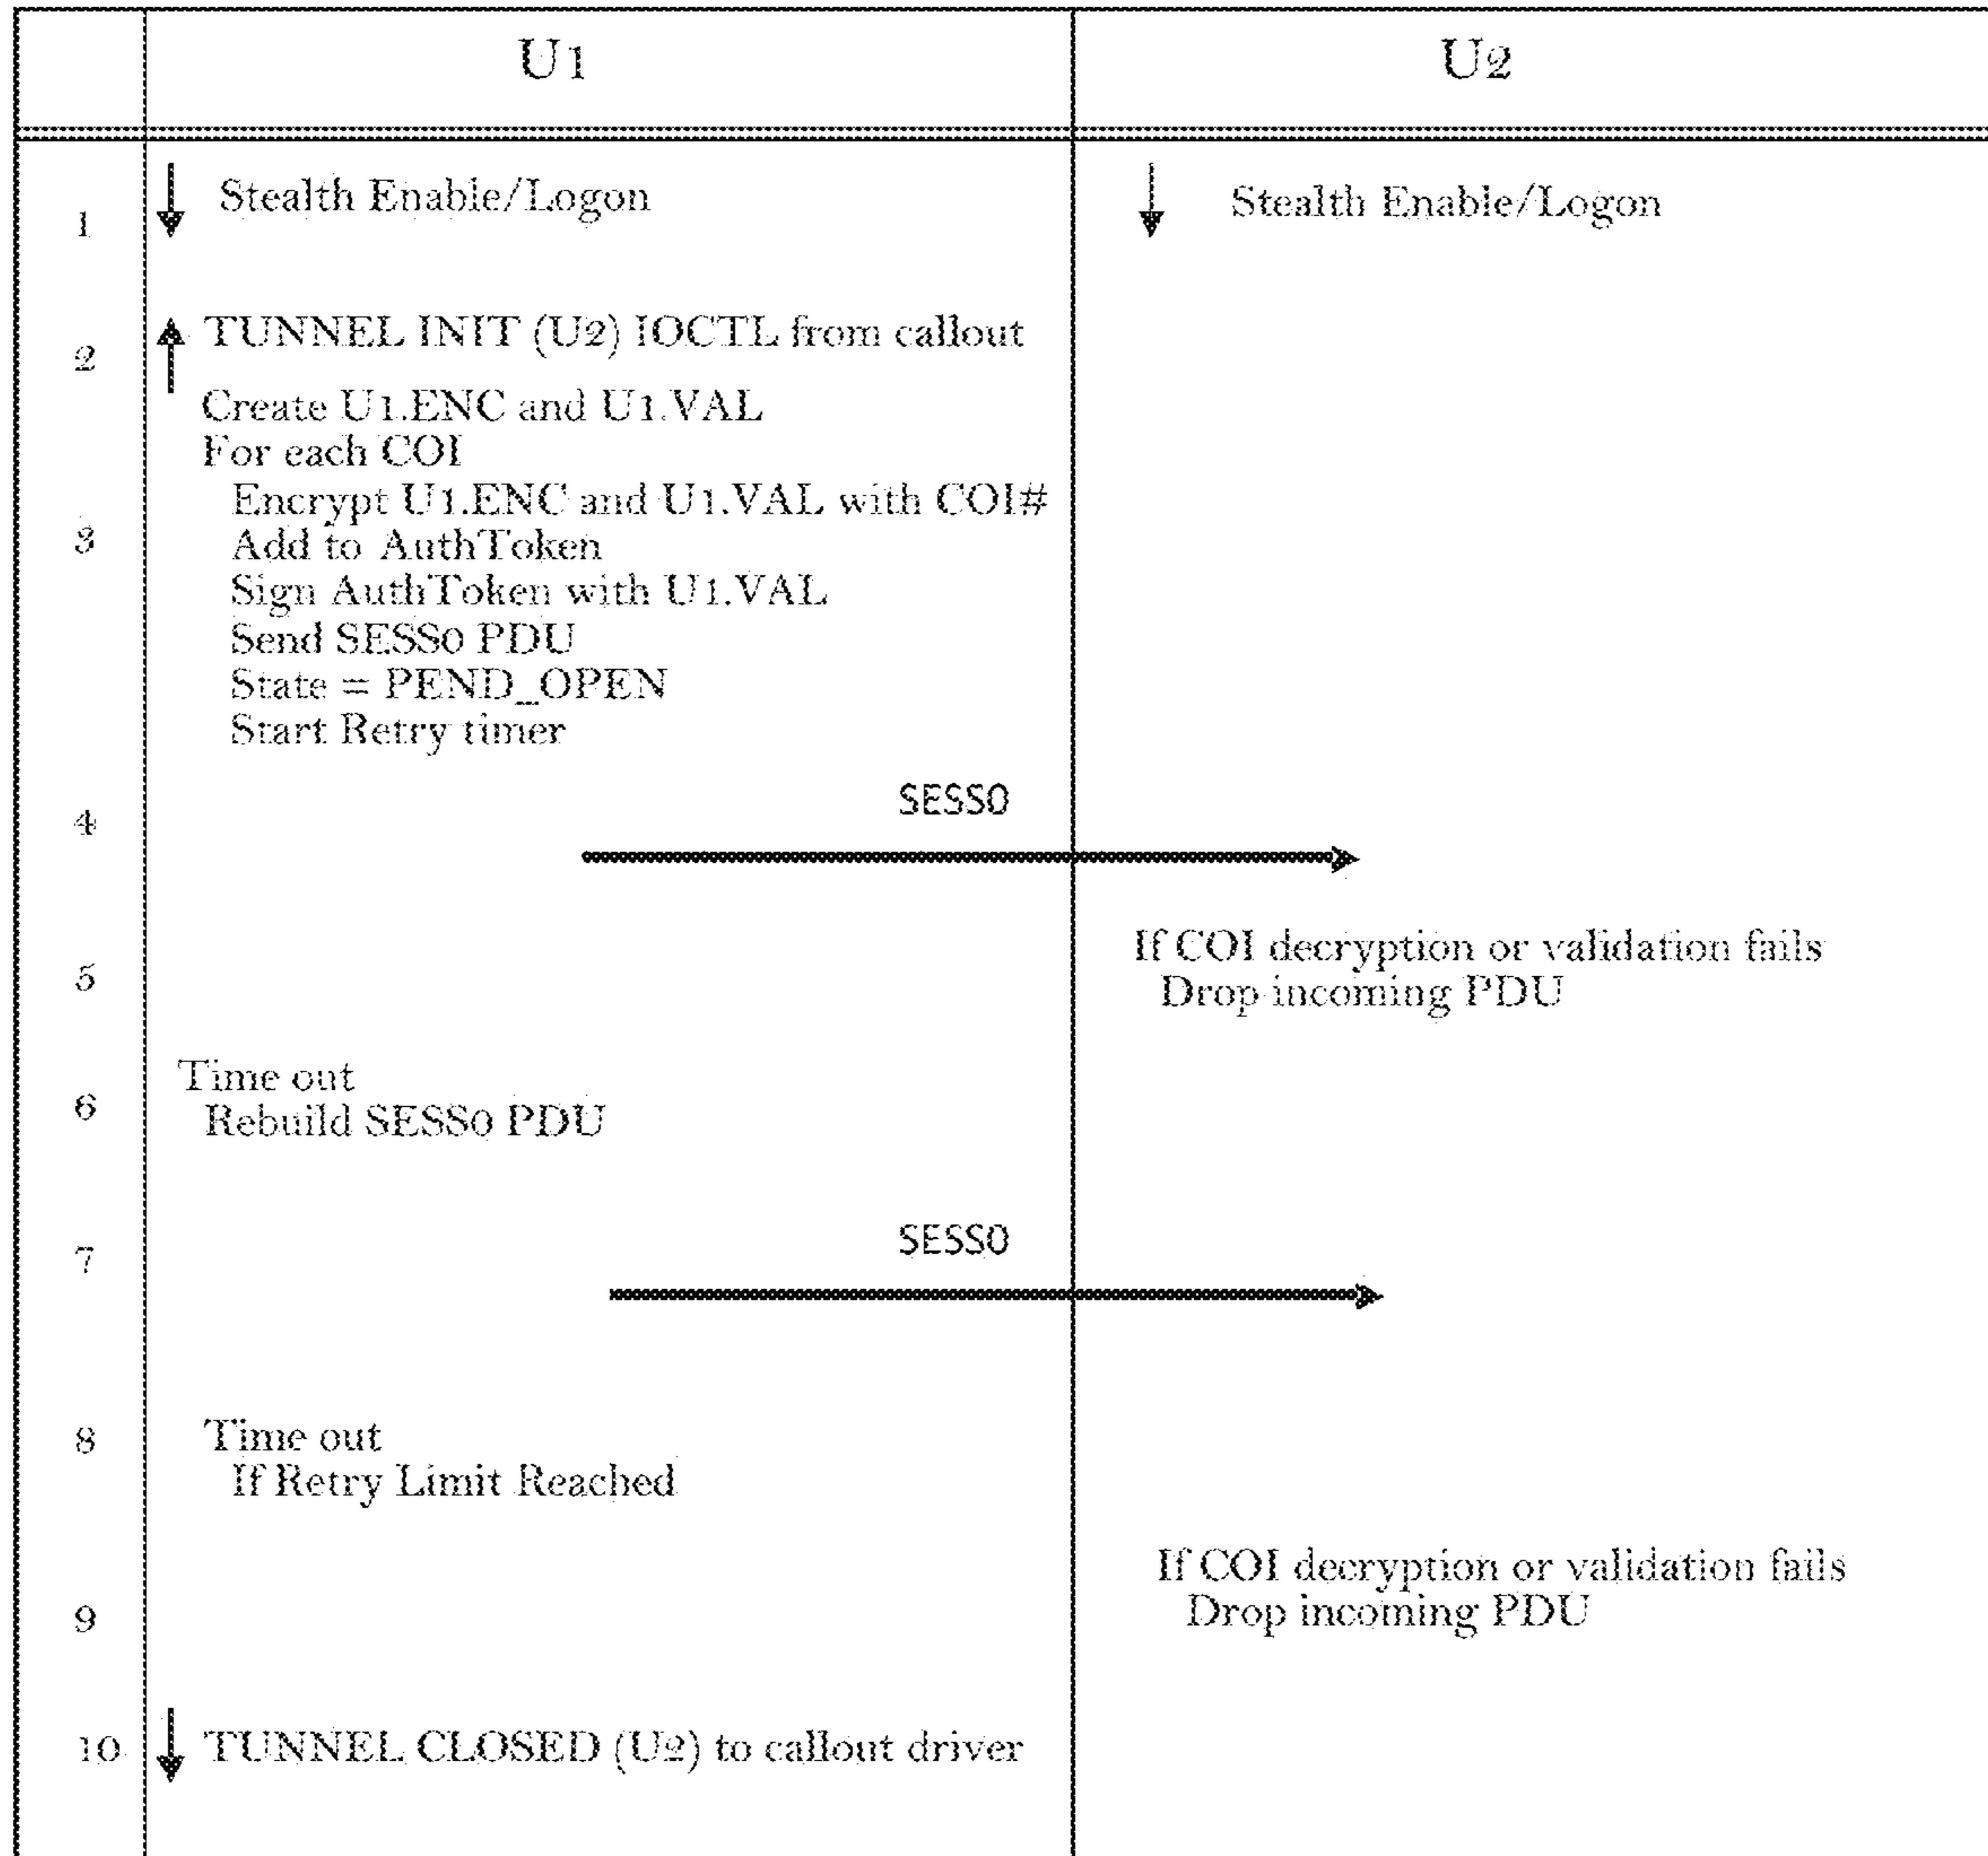 U1
U2
1
Stealth Enable/Logon
Stealth Enable/Logon
2
TUNNEL INIT (U2) IOCTL from callout
3
Create U1.ENC and U1.VAL
For each COI
Encrypt U1.ENC and U1.VAL with COI#
Add to AuthToken
Sign AuthToken with U1.VAL
Send SESS0 PDU
State = PEND_OPEN
Start Retry timer
4
SESS0
5
If COI decryption or validation fails
Drop incoming PDU
6
Time out
Rebuild SESS0 PDU
7
SESS0
8
Time out
If Retry Limit Reached
9
If COI decryption or validation fails
Drop incoming PDU
10
TUNNEL CLOSED (U2) to callout driver